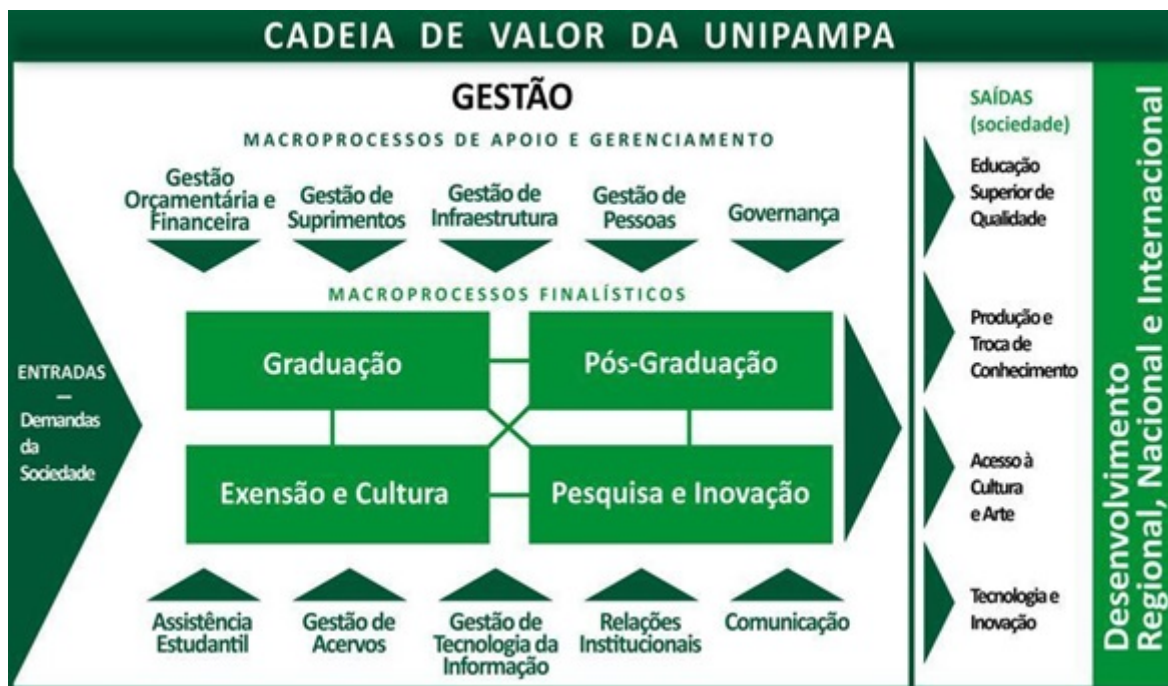 CADEIA DE VALOR DA UNIPAMPA
GESTÃO
MACROPROCESSOS DE APOIO E GERENCIAMENTO
Gestão
Orçamentária e
Financeira
Gestão de
Suprimentos
Gestão de
Infraestrutura
Gestão de
Pessoas
Governança
MACROPROCESSOS FINALÍSTICOS
ENTRADAS
—
Demandas
da
Sociedade
Graduação
Pós-Graduação
Exensão e Cultura
Pesquisa e Inovação
Assistência
Estudantil
Gestão de
Acervos
Gestão de
Tecnologia da
Informação
Relações
Institucionais
Comunicação
SAÍDAS
(sociedade)
Educação
Superior de
Qualidade
Produção e
Troca de
Conhecimento
Acesso à
Cultura
e Arte
Tecnologia e
Inovação
Desenvolvimento
Regional, Nacional e Internacional